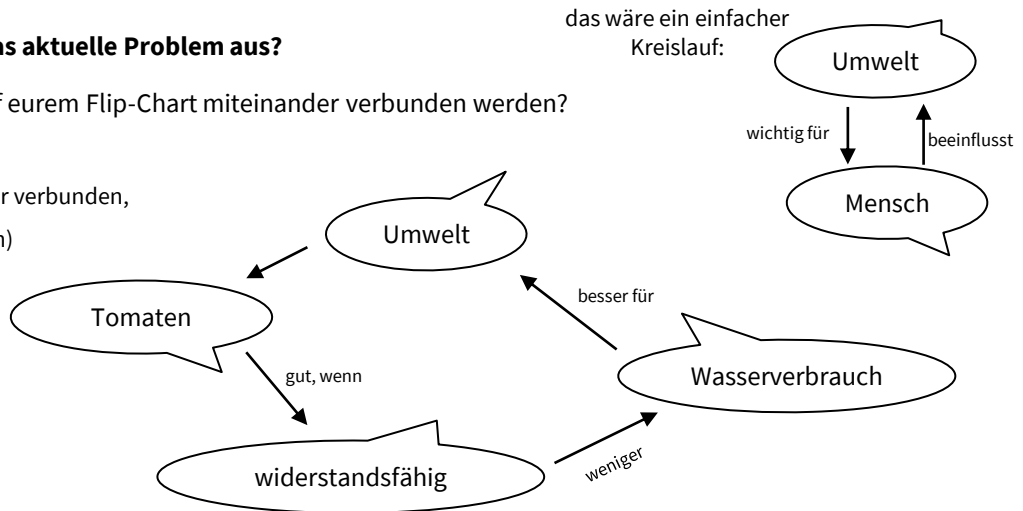 das wäre ein einfacher
Kreislauf:
as aktuelle Problem aus?
f eurem Flip-Chart miteinander verbunden werden?
r verbunden,
n)
Umwelt
wichtig für
beeinflusst
Mensch
Umwelt
Tomaten
besser für
gut, wenn
Wasserverbrauch
weniger
widerstandsfähig